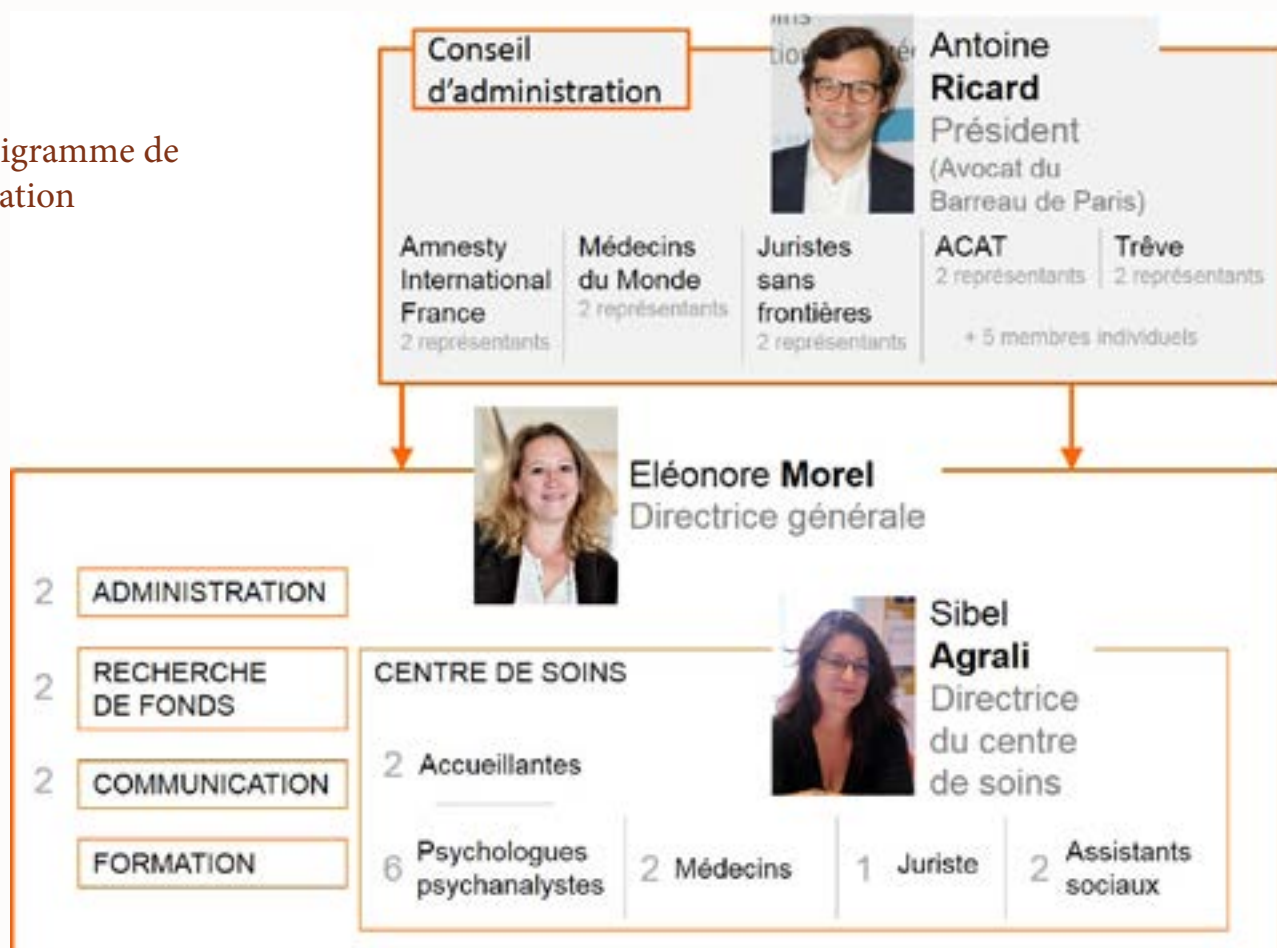 igramme de
ation
Conseil
d'administration
Antoine
Ricard
Président
(Avocat du
Barreau de Paris)
Amnesty
International
France
2 représentants
Médecins
du Monde
2 représentants
Juristes
sans
frontières
2 représentants
ACAT
2 représentants
Trêve
2 représentants
+ 5 membres individuels
Eléonore Morel
Directrice générale
2 ADMINISTRATION
2 RECHERCHE
DE FONDS
2 COMMUNICATION
FORMATION
Sibel
Agrali
Directrice
du centre
de soins
CENTRE DE SOINS
2 Accueillantes
6 Psychologues
psychanalystes
2 Médecins
1 Juriste
2 Assistants
sociaux